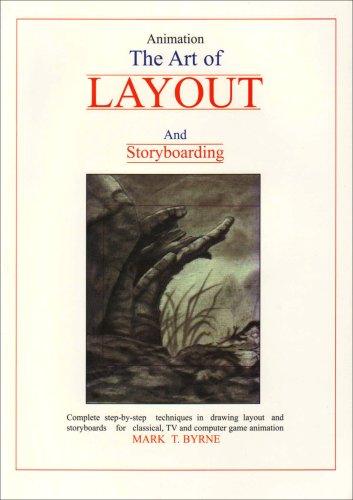 Animation
The Art of
LAYOUT
And
Storyboarding
Complete step-by-step techniques in drawing layout and
storyboards for classical, TV and computer game animation
MARK T. BYRNE